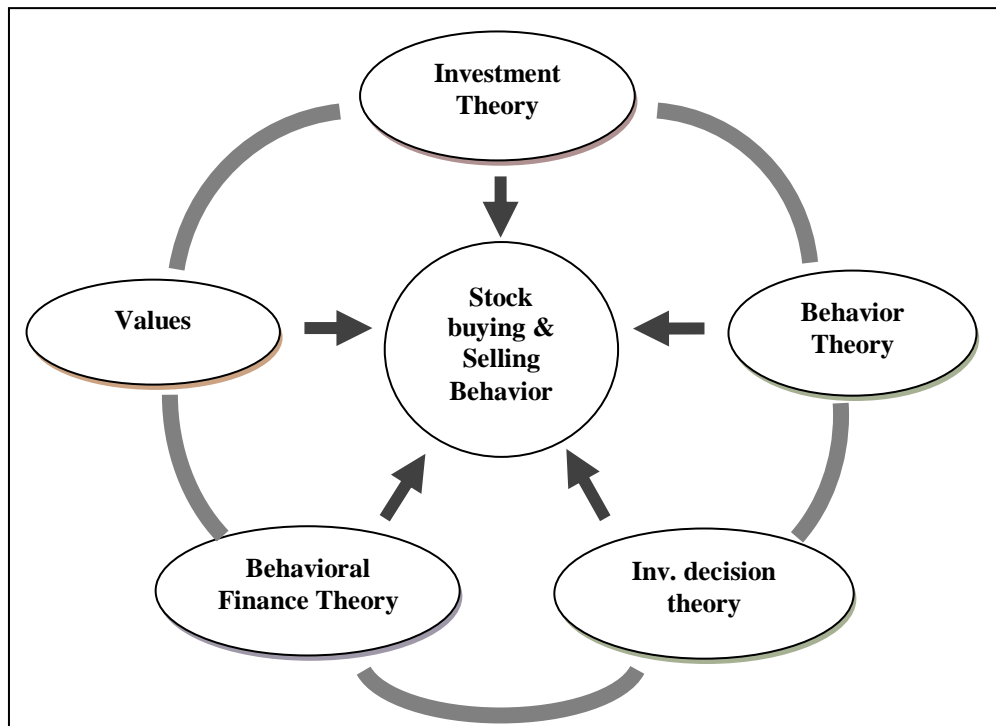 Investment
Theory
Stock
buying &
Selling
Behavior
Values
Behavior
Theory
Behavioral
Finance Theory
Inv. decision
theory